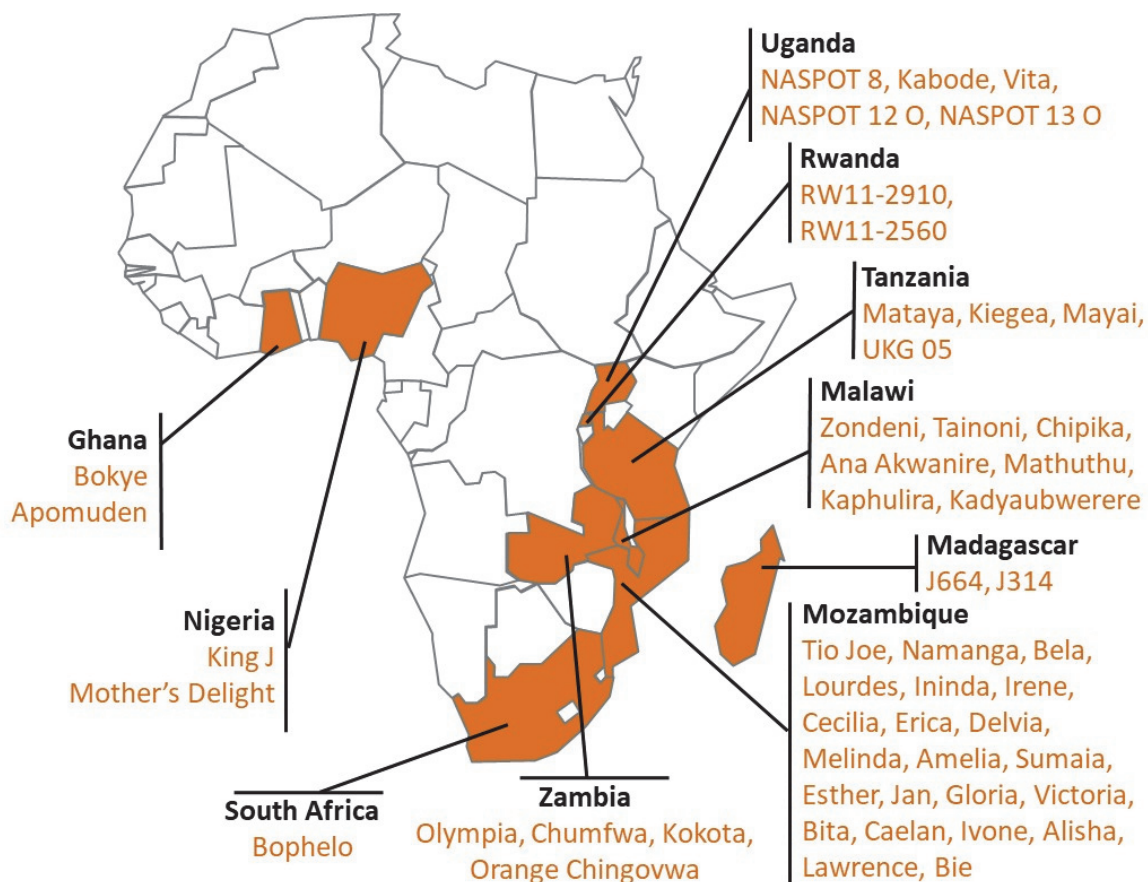 Uganda
NASPOT 8, Kabode, Vita,
NASPOT 12 O, NASPOT 13 O
Rwanda
RW11-2910,
RW11-2560
Tanzania
Mataya, Kiegea, Mayai,
UKG 05
Malawi
Zondeni, Tainoni, Chipika,
Ana Akwanire, Mathuthu,
Kaphulira, Kadyaubwerere
Ghana
Bokye
Apomuden
Madagascar
J664, J314
Nigeria
King J
Mother's Delight
Mozambique
Tio Joe, Namanga, Bela,
Lourdes, Ininda, Irene,
Cecilia, Erica, Delvia,
Melinda, Amelia, Sumaia,
Esther, Jan, Gloria, Victoria,
Bita, Caelan, Ivone, Alisha,
Lawrence, Bie
South Africa
Bophelo
Zambia
Olympia, Chumfwa, Kokota,
Orange Chingovwa